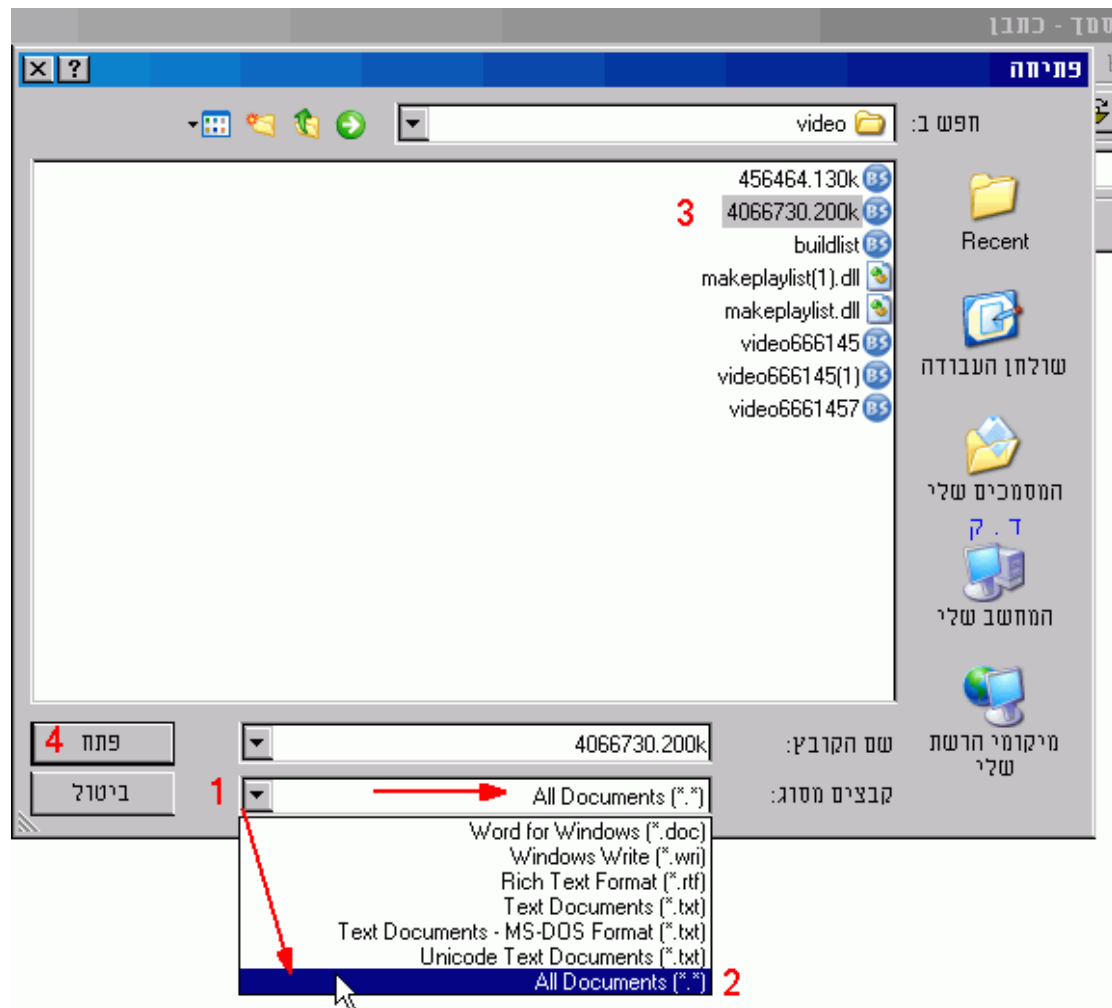 סמך - כתבן
פתיחה
חפש ב:
video
456464.130k
3
4066730.200k
buildlist
makeplaylist(1).dll
makeplaylist.dll
video666145
video666145(1)
video6661457
Recent
שולחן העבודה
המסמכים שלי
ד . ק
המחשב שלי
מיקומי הרשת
שלי
שם הקובץ:
4066730.200k
4 פתח
קבצים מסוג:
All Documents (*.*)
1
ביטול
Word for Windows (*.doc)
Windows Write (*.wri)
Rich Text Format (*.rtf)
Text Documents (*.txt)
Text Documents - MS-DOS Format (*.txt)
Unicode Text Documents (*.txt)
All Documents (*.*)
2